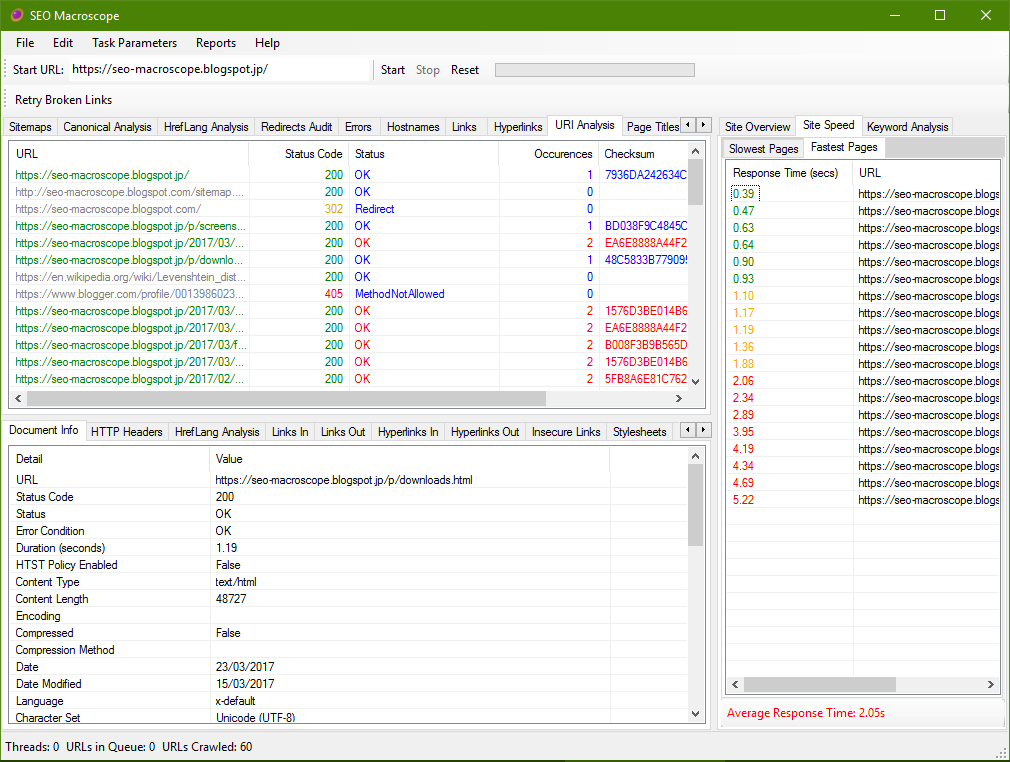 SEO Macroscope
File Edit Task Parameters Reports Help
Start URL: https://seo-macroscope.blogspot.jp/ Start Stop Reset
Retry Broken Links
Sitemaps Canonical Analysis HrefLang Analysis Redirects Audit Errors Hostnames Links Hyperlinks URI Analysis Page Titles
URL Status Code Status Occurences Checksum
https://seo-macroscope.blogspot.jp/ 200 OK 1 7936DA242634C
http://seo-macroscope.blogspot.com/sitemap.... 200 OK 0
https://seo-macroscope.blogspot.com/ 302 Redirect 0
https://seo-macroscope.blogspot.jp/p/screens... 200 OK 1 BD038F9C4845C
https://seo-macroscope.blogspot.jp/2017/03/... 200 OK 2 EA6E8888A44F2
https://seo-macroscope.blogspot.jp/p/downlo... 200 OK 1 48C5833B779095
https://en.wikipedia.org/wiki/Levenshtein_dist... 200 OK 0
https://www.blogger.com/profile/0013986023... 405 MethodNotAllowed 0
https://seo-macroscope.blogspot.jp/2017/03/... 200 OK 2 1576D3BE014B6
https://seo-macroscope.blogspot.jp/2017/03/... 200 OK 2 EA6E8888A44F2
https://seo-macroscope.blogspot.jp/2017/03/f... 200 OK 2 B008F3B9B565D
https://seo-macroscope.blogspot.jp/2017/03/... 200 OK 2 1576D3BE014B6
https://seo-macroscope.blogspot.jp/2017/02/... 200 OK 2 5FB8A6E81C762
Document Info HTTP Headers HrefLang Analysis Links In Links Out Hyperlinks In Hyperlinks Out Insecure Links Stylesheets
Detail Value
URL https://seo-macroscope.blogspot.jp/p/downloads.html
Status Code 200
Status OK
Error Condition OK
Duration (seconds) 1.19
HTST Policy Enabled False
Content Type text/html
Content Length 48727
Encoding
Compressed False
Compression Method
Date 23/03/2017
Date Modified 15/03/2017
Language x-default
Character Set Unicode (UTF-8)
Site Overview Site Speed Keyword Analysis
Slowest Pages Fastest Pages
Response Time (secs) URL
0.39 https://seo-macroscope.blogs
0.47 https://seo-macroscope.blogs
0.63 https://seo-macroscope.blogs
0.64 https://seo-macroscope.blogs
0.90 https://seo-macroscope.blogs
0.93 https://seo-macroscope.blogs
1.10 https://seo-macroscope.blogs
1.17 https://seo-macroscope.blogs
1.19 https://seo-macroscope.blogs
1.36 https://seo-macroscope.blogs
1.88 https://seo-macroscope.blogs
2.06 https://seo-macroscope.blogs
2.34 https://seo-macroscope.blogs
2.89 https://seo-macroscope.blogs
3.95 https://seo-macroscope.blogs
4.19 https://seo-macroscope.blogs
4.34 https://seo-macroscope.blogs
4.69 https://seo-macroscope.blogs
5.22 https://seo-macroscope.blogs
Average Response Time: 2.05s
Threads: 0 URLs in Queue: 0 URLs Crawled: 60